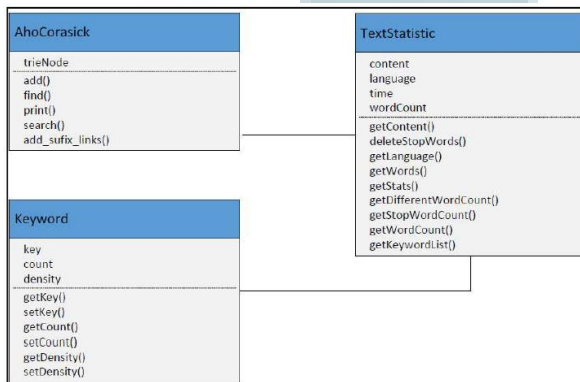 AhoCorasick
trieNode
add()
find()
print()
search()
add_sufix_links()
TextStatistic
content
language
time
wordCount
getContent()
deleteStopWords()
getLanguage()
getWords()
getStats()
getDifferentWordCount()
getStopWordCount()
getWordCount()
getKeywordList()
Keyword
key
count
density
getKey()
setKey()
getCount()
setCount()
getDensity()
setDensity()